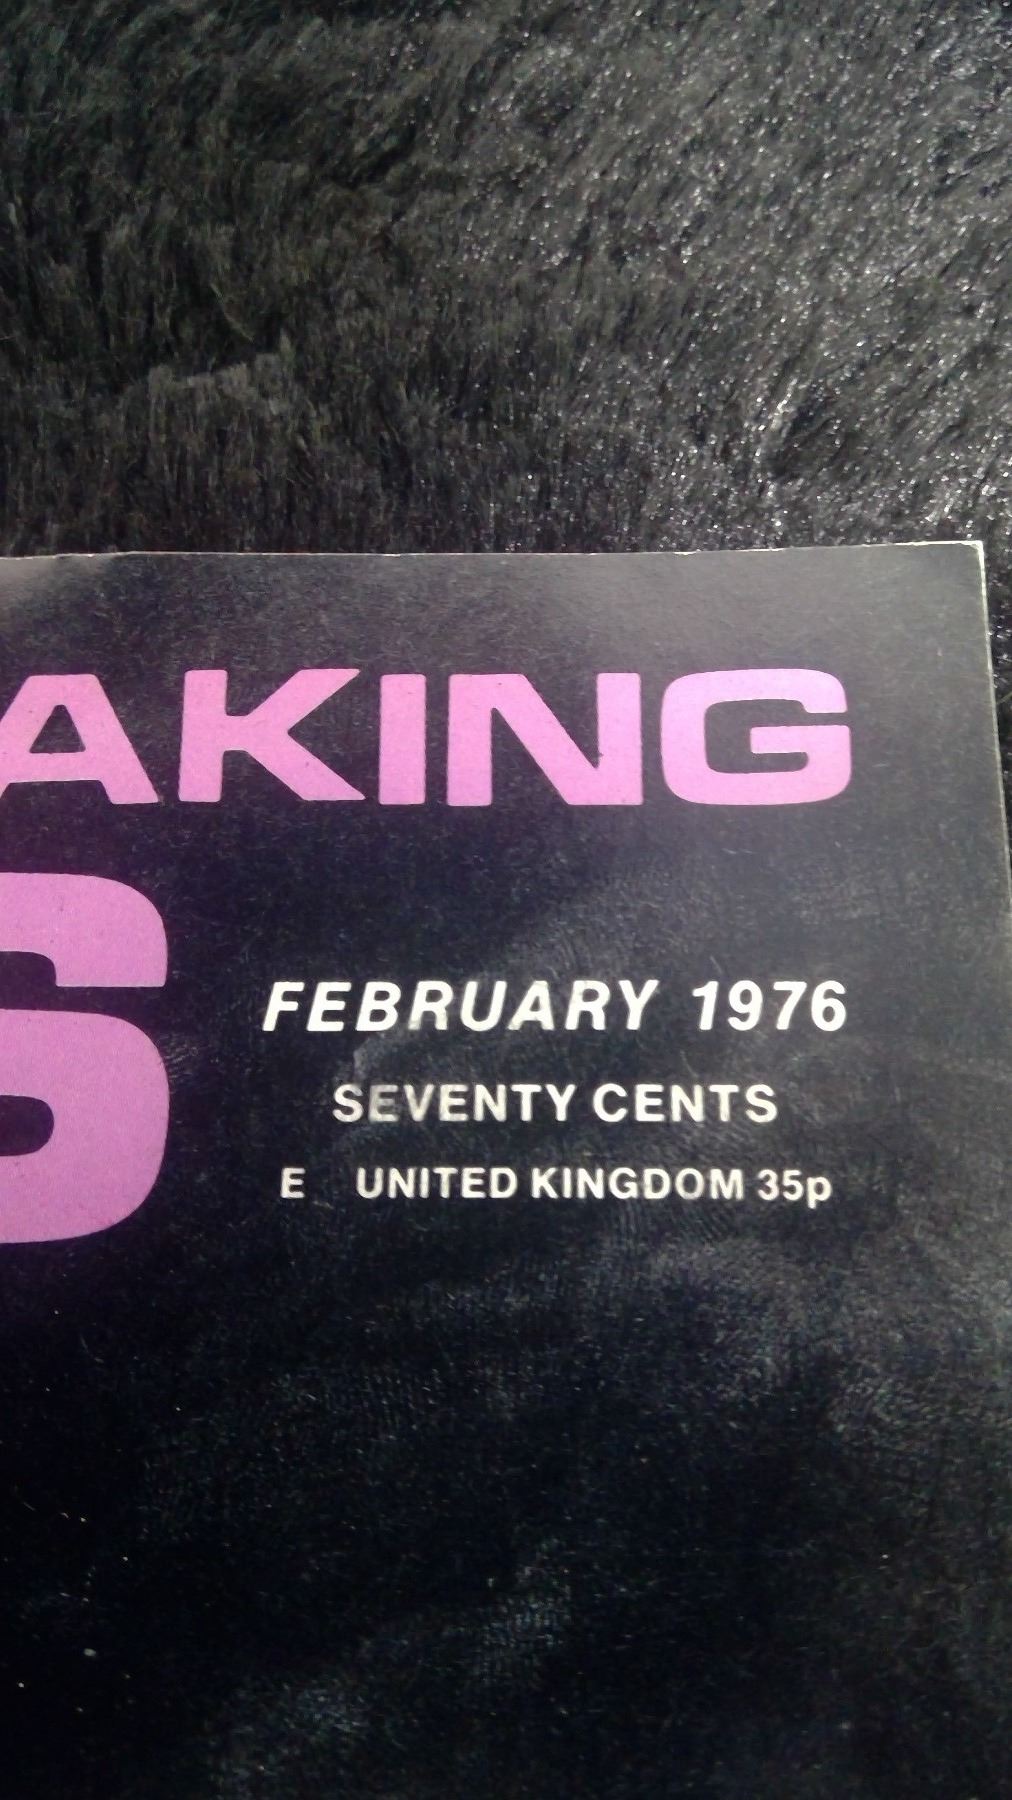 AKING
S
FEBRUARY 1976
SEVENTY CENTS
E UNITED KINGDOM 35p